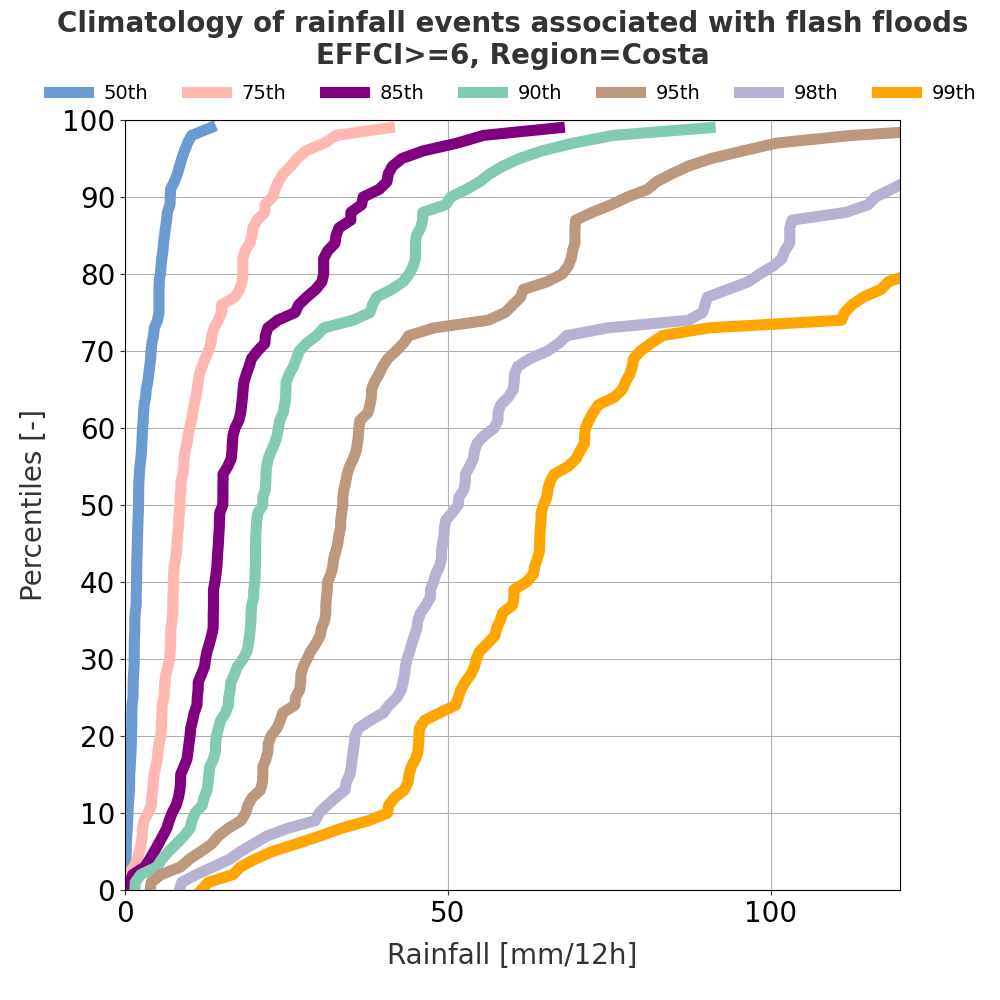 Climatology of rainfall events associated with flash floods
EFFCI>=6, Region=Costa
50th 75th 85th 90th 95th 98th 99th
100
90
80
70
60
50
40
30
20
10
0
Percentiles [-]
0 50 100
Rainfall [mm/12h]